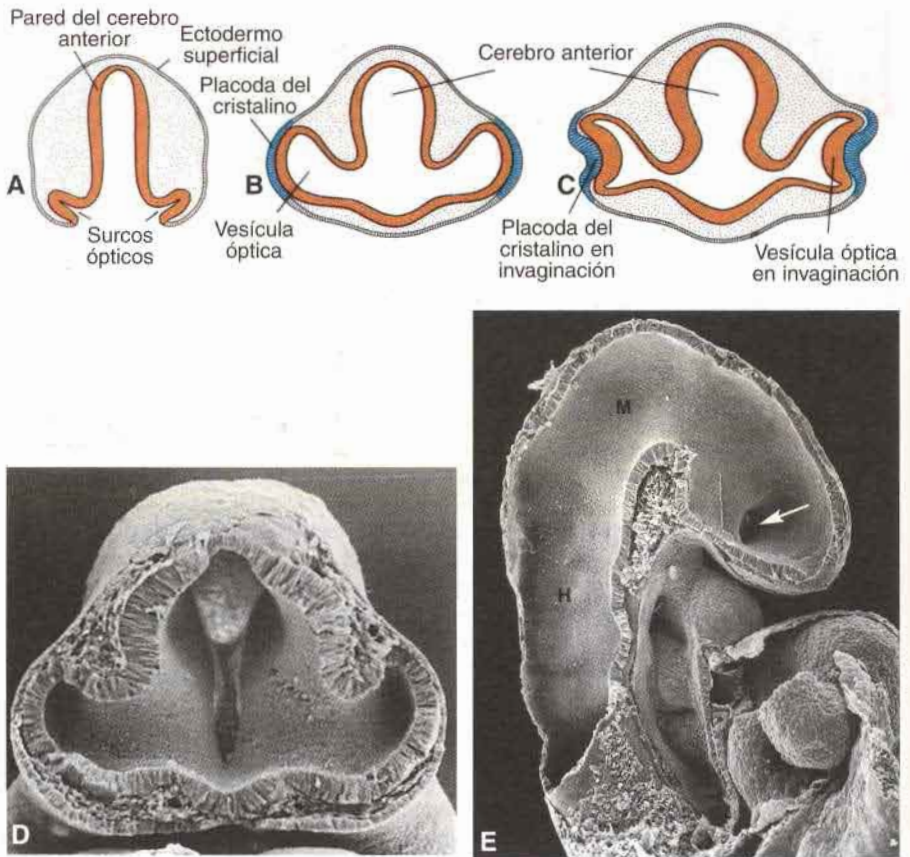 Pared del cerebro
anterior
Ectodermo
superficial
Placoda del
cristalino
Cerebro anterior
A
B
C
Surcos
ópticos
Vesícula
óptica
Placoda del
cristalino en
invaginación
Vesícula óptica
en invaginación
M
H
D
E